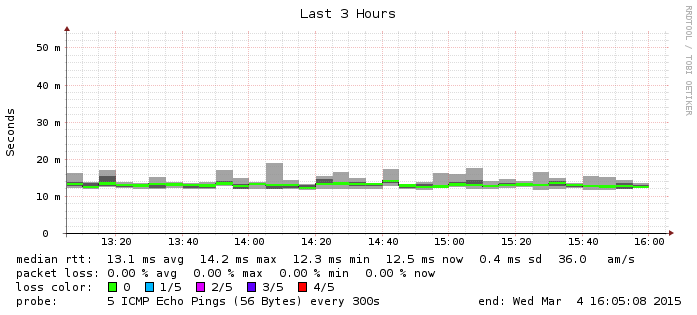 Last 3 Hours
RRDTOOL / TOBI OETIKER
Seconds
50 m
40 m
30 m
20 m
10 m
0
13:20 13:40 14:00 14:20 14:40 15:00 15:20 15:40 16:00
median rtt: 13.1 ms avg 14.2 ms max 12.3 ms min 12.5 ms now 0.4 ms sd 36.0 am/s
packet loss: 0.00 % avg 0.00 % max 0.00 % min 0.00 % now
loss color: 0 1/5 2/5 3/5 4/5
probe: 5 ICMP Echo Pings (56 Bytes) every 300s end: Wed Mar 4 16:05:08 2015